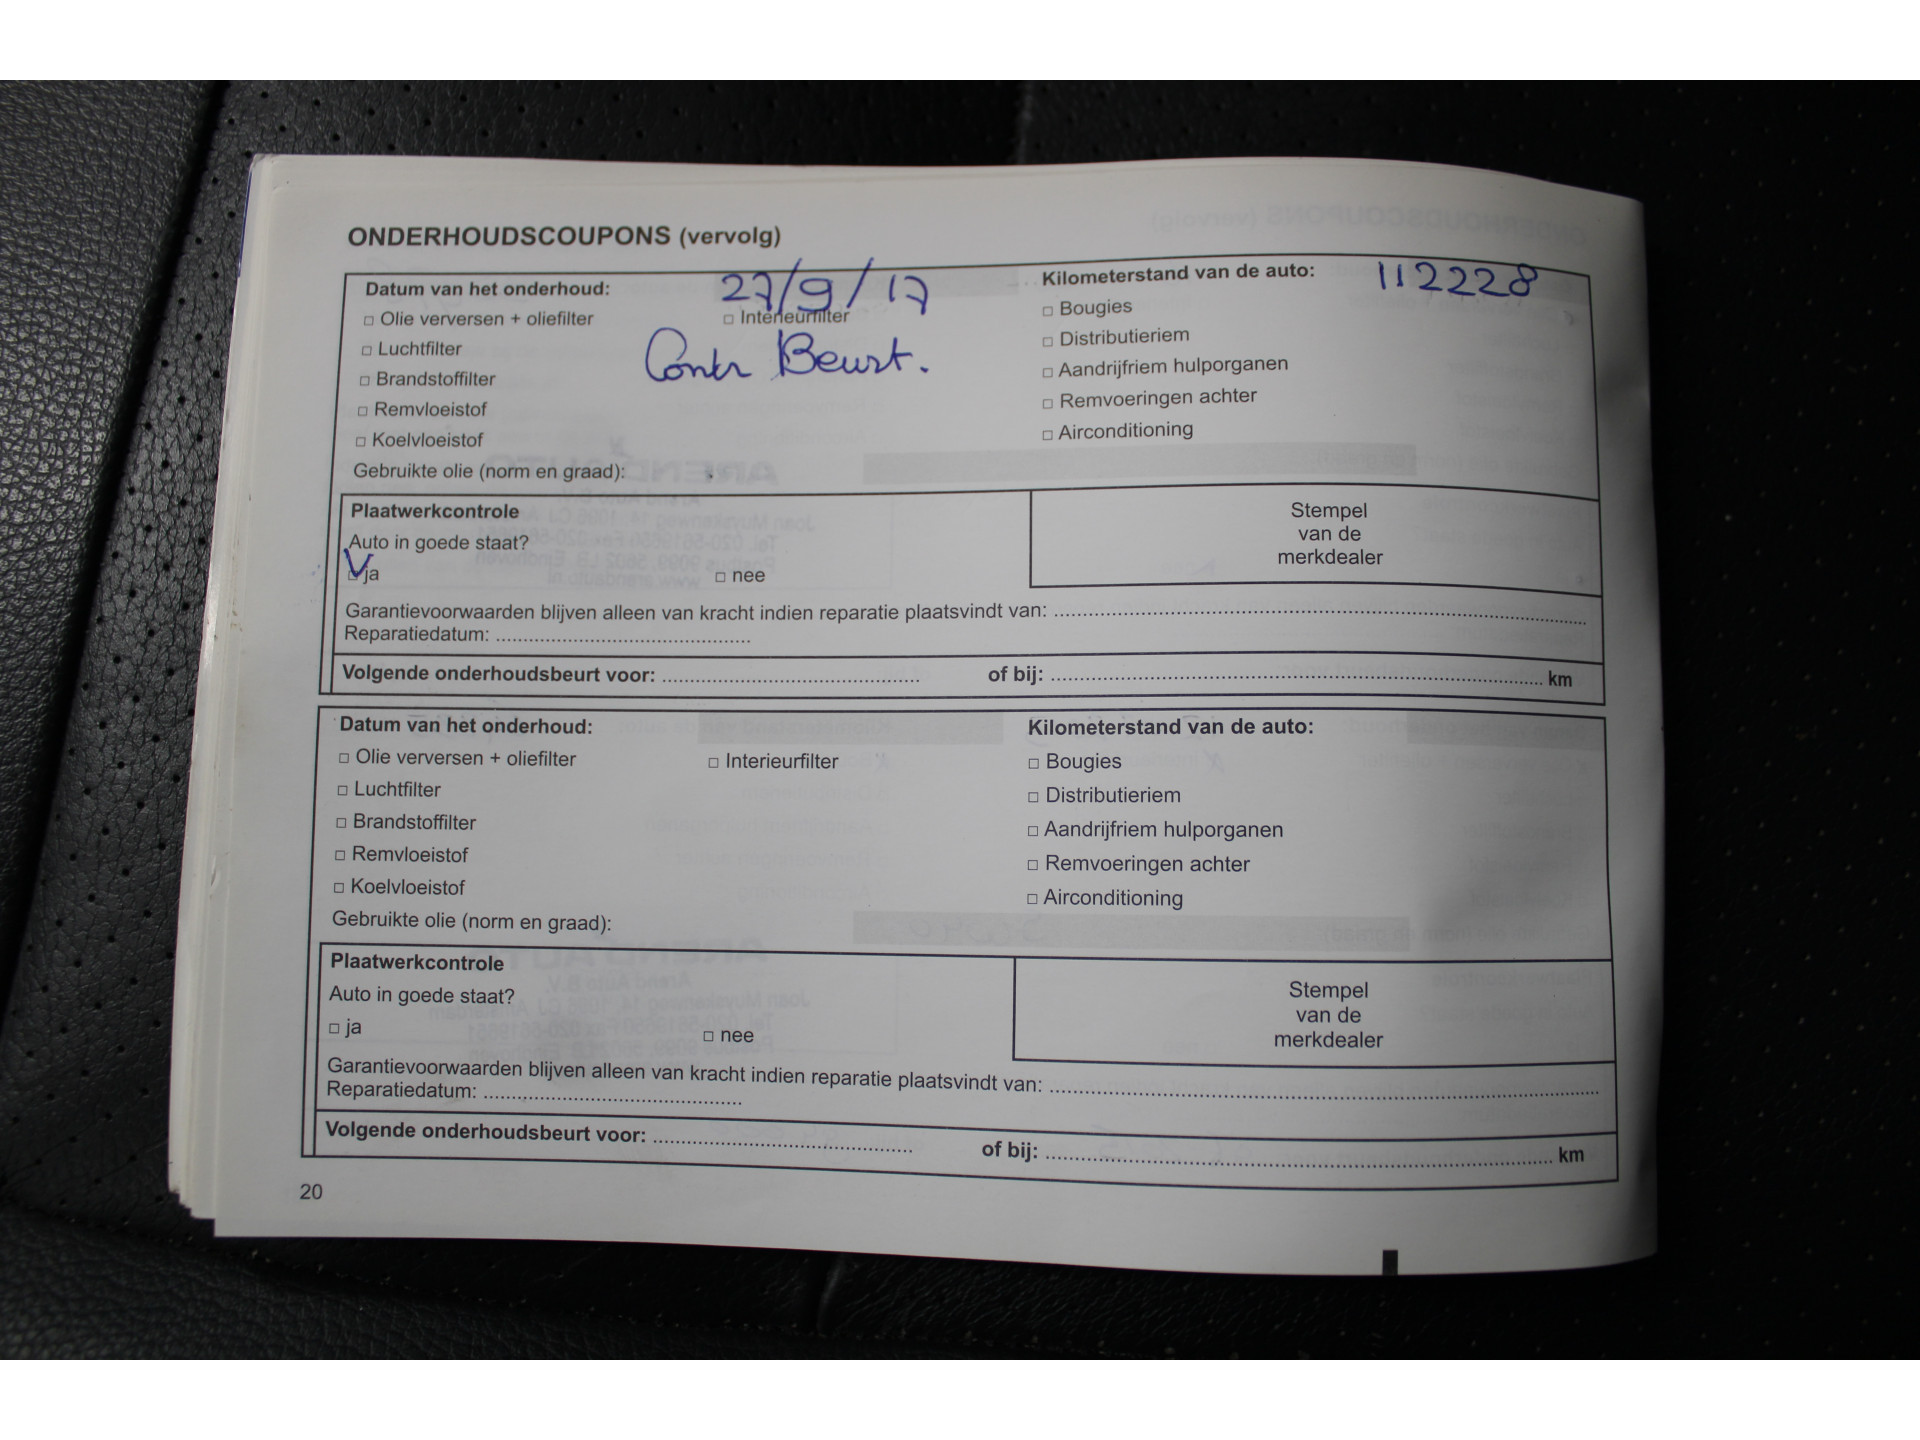 ONDERHOUDSCOUPONS (vervolg)
Datum van het onderhoud: 27/9/17 Kilometerstand van de auto: 112228
□ Olie verversen + oliefilter □ Interieurfilter □ Bougies
□ Luchtfilter Contr Beurt. □ Distributieriem
□ Brandstoffilter □ Aandrijfriem hulporganen
□ Remvloeistof □ Remvoeringen achter
□ Koelvloeistof □ Airconditioning
Gebruikte olie (norm en graad):
Plaatwerkcontrole
Auto in goede staat?
V ja □ nee
Stempel
van de
merkdealer
Garantievoorwaarden blijven alleen van kracht indien reparatie plaatsvindt van: ....................
Reparatiedatum: ....................
Volgende onderhoudsbeurt voor: .................... of bij: .................... km
Datum van het onderhoud: Kilometerstand van de auto:
□ Olie verversen + oliefilter □ Interieurfilter □ Bougies
□ Luchtfilter □ Distributieriem
□ Brandstoffilter □ Aandrijfriem hulporganen
□ Remvloeistof □ Remvoeringen achter
□ Koelvloeistof □ Airconditioning
Gebruikte olie (norm en graad):
Plaatwerkcontrole
Auto in goede staat?
□ ja □ nee
Stempel
van de
merkdealer
Garantievoorwaarden blijven alleen van kracht indien reparatie plaatsvindt van: ....................
Reparatiedatum: ....................
Volgende onderhoudsbeurt voor: .................... of bij: .................... km
20